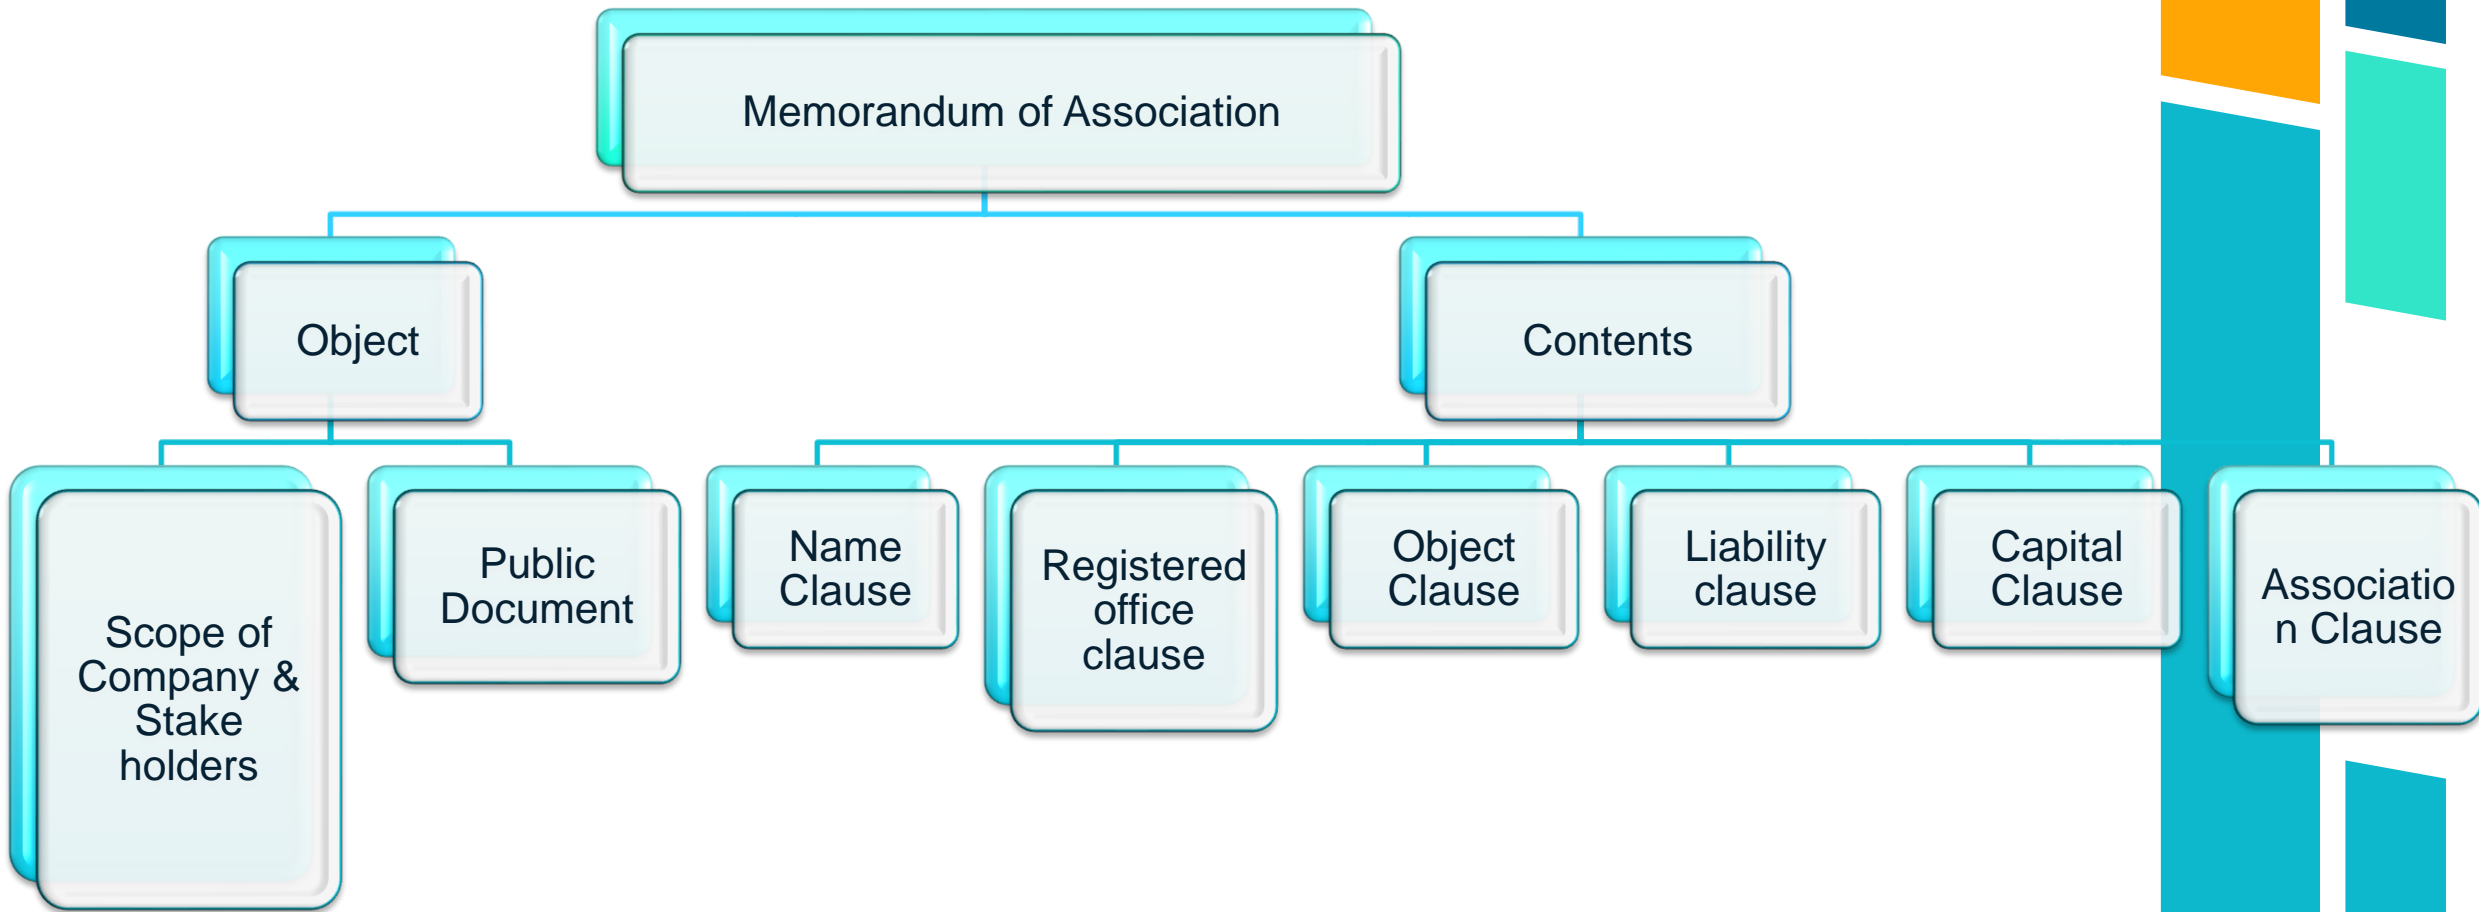 Memorandum of Association
Object
Contents
Scope of
Company &
Stake
holders
Public
Document
Name
Clause
Registered
office
clause
Object
Clause
Liability
clause
Capital
Clause
Associatio
n Clause